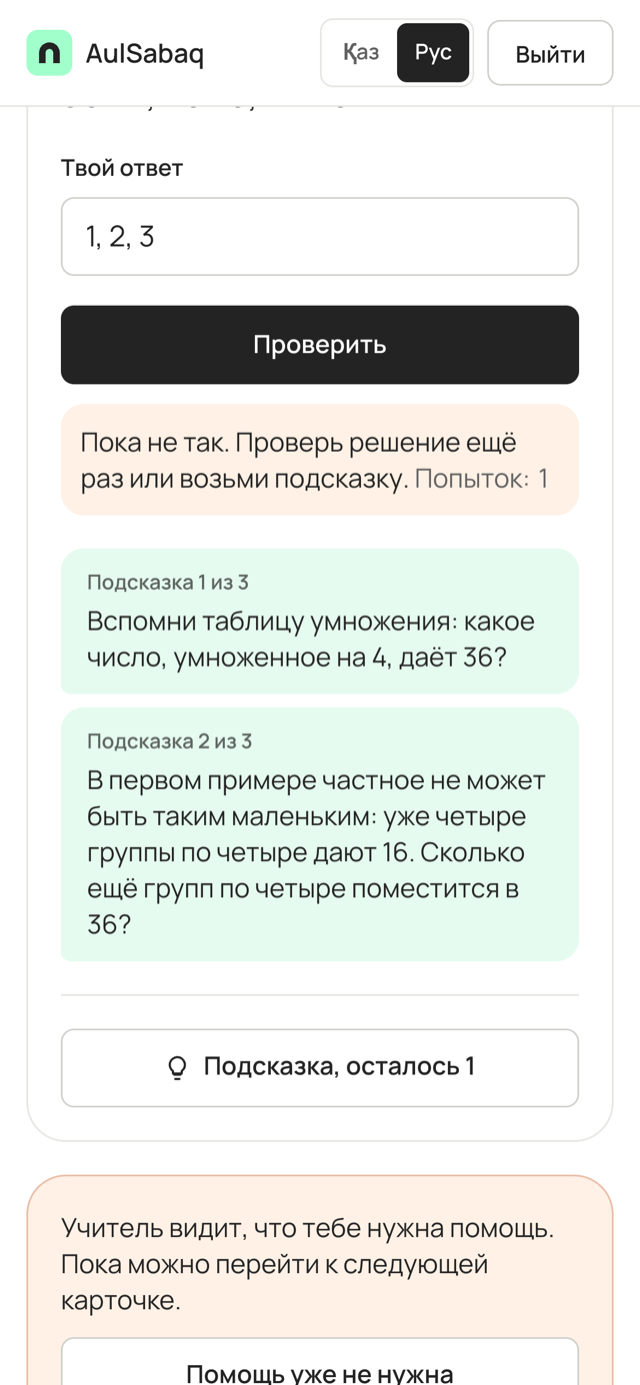 AulSabaq
Қаз
Рус
Выйти
Твой ответ
1, 2, 3
Проверить
Пока не так. Проверь решение ещё
раз или возьми подсказку. Попыток: 1
Подсказка 1 из 3
Вспомни таблицу умножения: какое
число, умноженное на 4, даёт 36?
Подсказка 2 из 3
В первом примере частное не может
быть таким маленьким: уже четыре
группы по четыре дают 16. Сколько
ещё групп по четыре поместится в
36?
Подсказка, осталось 1
Учитель видит, что тебе нужна помощь.
Пока можно перейти к следующей
карточке.
Помощь уже не нужна